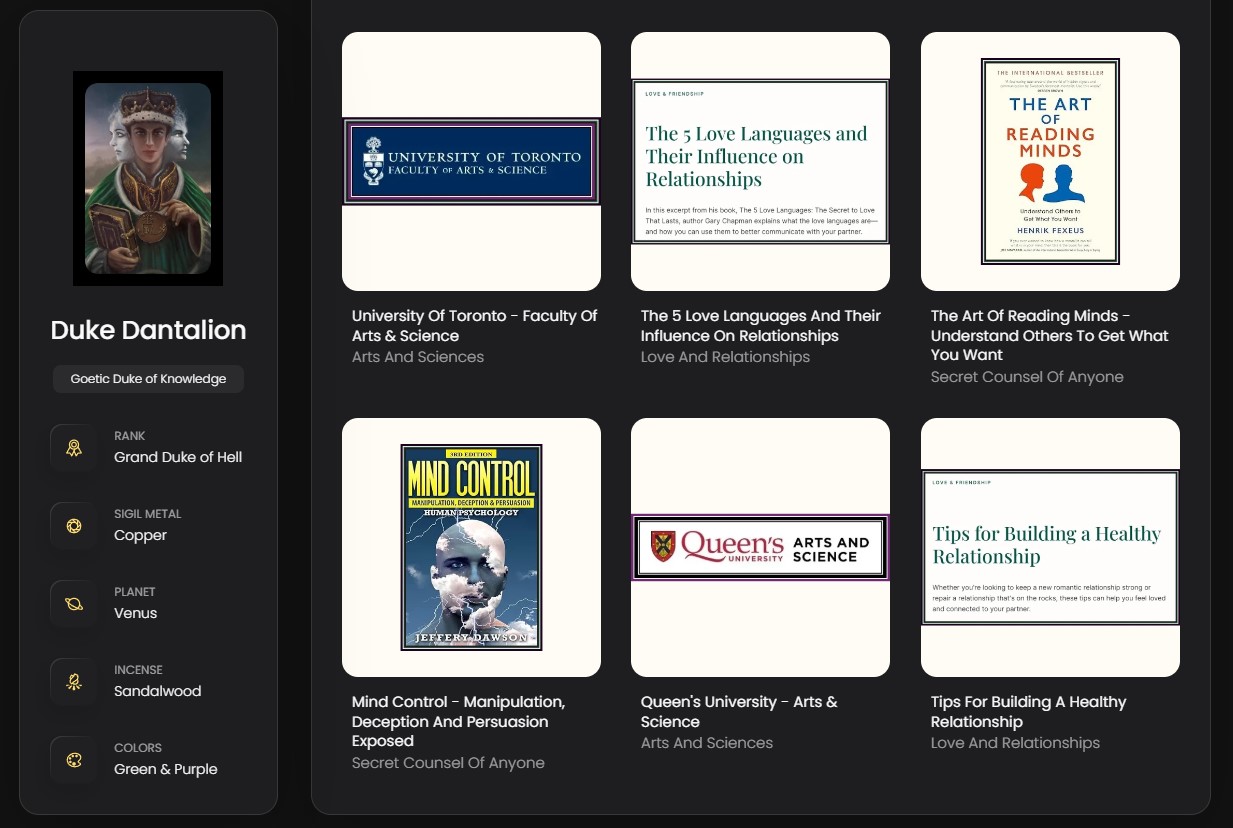 Duke Dantalion
Goetic Duke of Knowledge
RANK
Grand Duke of Hell
SIGIL METAL
Copper
PLANET
Venus
INCENSE
Sandalwood
COLORS
Green & Purple
UNIVERSITY OF TORONTO
FACULTY OF ARTS & SCIENCE
University Of Toronto - Faculty Of
Arts & Science
Arts And Sciences
LOVE & FRIENDSHIP
The 5 Love Languages and
Their Influence on
Relationships
In this excerpt from his book, The 5 Love Languages: The Secret to Love
That Lasts, author Gary Chapman explains what the love languages are—
and how you can use them to better communicate with your partner.
The 5 Love Languages And Their
Influence On Relationships
Love And Relationships
THE INTERNATIONAL BESTSELLER
THE ART
OF
READING
MINDS
Understand Others to
Get What You Want
HENRIK FEXEUS
The Art Of Reading Minds -
Understand Others To Get What
You Want
Secret Counsel Of Anyone
3RD EDITION
MIND CONTROL
MANIPULATION, DECEPTION & PERSUASION
HUMAN PSYCHOLOGY
JEFFERY DAWSON
Mind Control - Manipulation,
Deception And Persuasion
Exposed
Secret Counsel Of Anyone
Queen's
UNIVERSITY
ARTS AND
SCIENCE
Queen's University - Arts &
Science
Arts And Sciences
LOVE & FRIENDSHIP
Tips for Building a Healthy
Relationship
Whether you're looking to keep a new romantic relationship strong or
repair a relationship that's on the rocks, these tips can help you feel loved
and connected to your partner.
Tips For Building A Healthy
Relationship
Love And Relationships